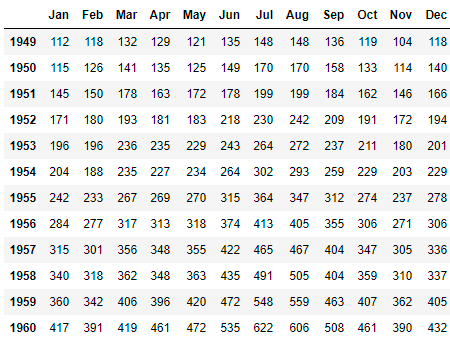 Jan Feb Mar Apr May Jun Jul Aug Sep Oct Nov Dec
1949 112 118 132 129 121 135 148 148 136 119 104 118
1950 115 126 141 135 125 149 170 170 158 133 114 140
1951 145 150 178 163 172 178 199 199 184 162 146 166
1952 171 180 193 181 183 218 230 242 209 191 172 194
1953 196 196 236 235 229 243 264 272 237 211 180 201
1954 204 188 235 227 234 264 302 293 259 229 203 229
1955 242 233 267 269 270 315 364 347 312 274 237 278
1956 284 277 317 313 318 374 413 405 355 306 271 306
1957 315 301 356 348 355 422 465 467 404 347 305 336
1958 340 318 362 348 363 435 491 505 404 359 310 337
1959 360 342 406 396 420 472 548 559 463 407 362 405
1960 417 391 419 461 472 535 622 606 508 461 390 432